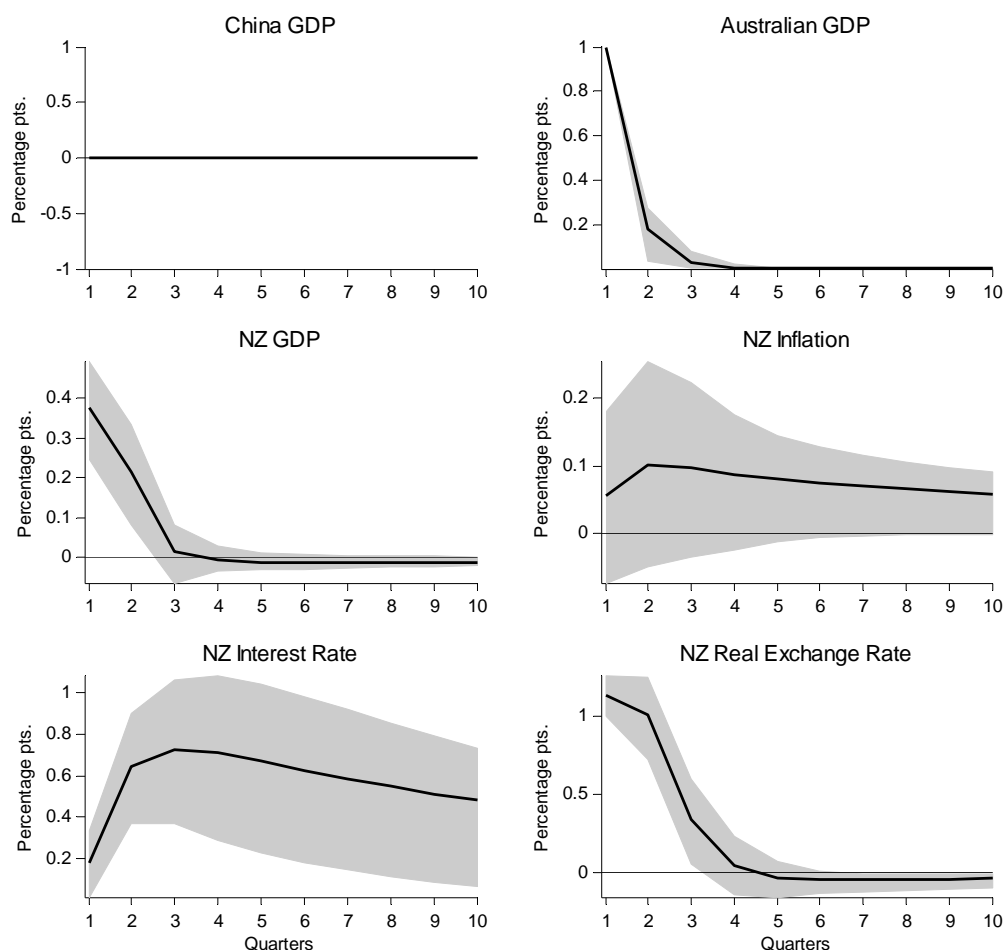 China GDP
Percentage pts.
1
0.5
0
-0.5
-1
1 2 3 4 5 6 7 8 9 10
Australian GDP
Percentage pts.
1
0.8
0.6
0.4
0.2
1 2 3 4 5 6 7 8 9 10
NZ GDP
Percentage pts.
0.4
0.3
0.2
0.1
0
1 2 3 4 5 6 7 8 9 10
NZ Inflation
Percentage pts.
0.2
0.1
0
1 2 3 4 5 6 7 8 9 10
NZ Interest Rate
Percentage pts.
1
0.8
0.6
0.4
0.2
1 2 3 4 5 6 7 8 9 10
Quarters
NZ Real Exchange Rate
Percentage pts.
1
0.5
0
1 2 3 4 5 6 7 8 9 10
Quarters